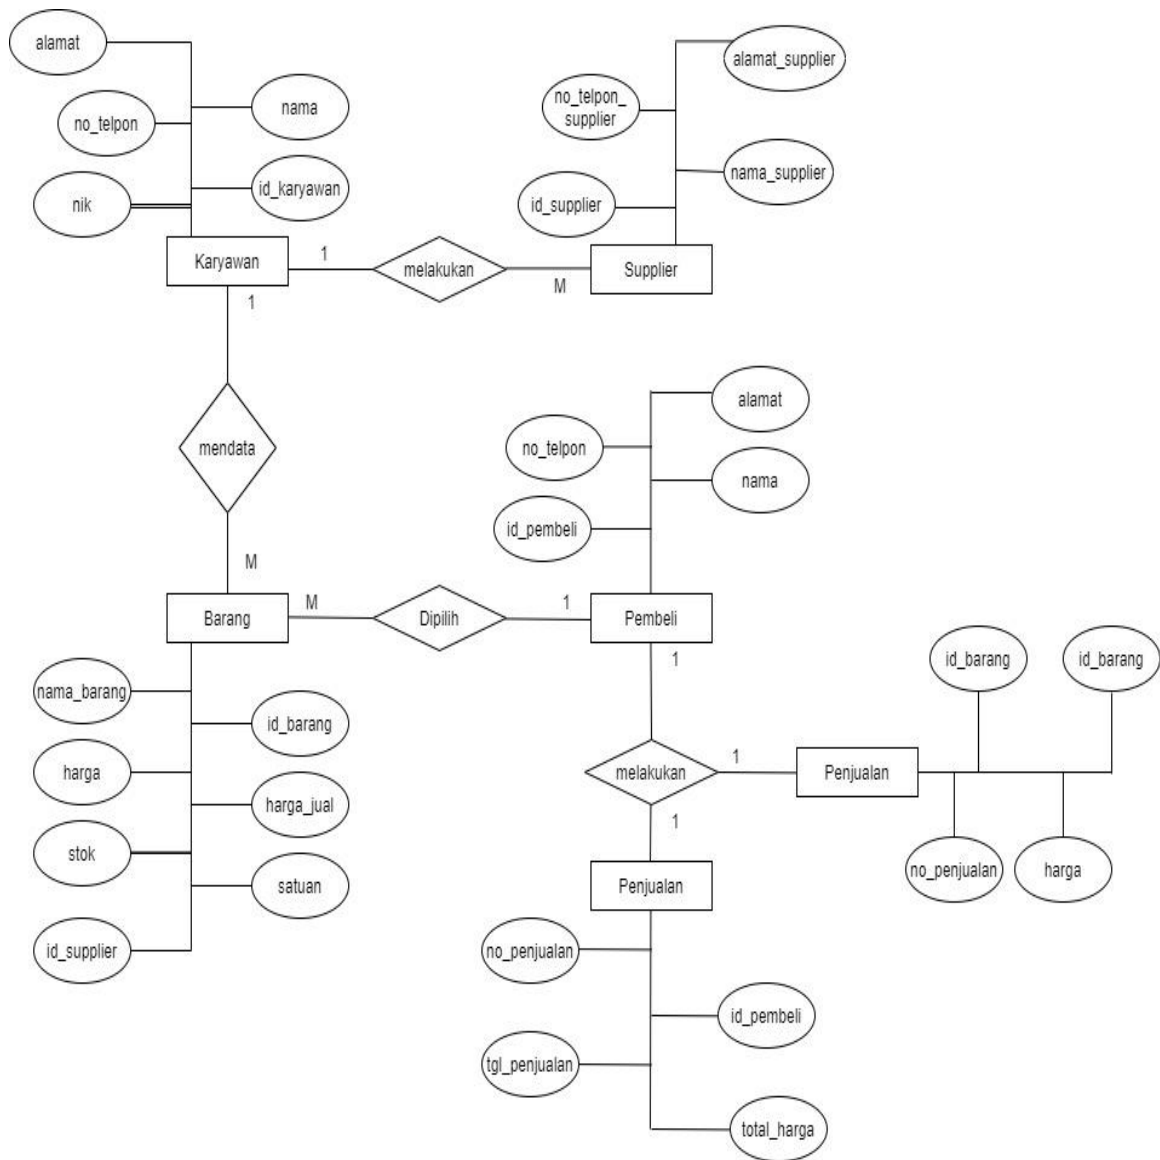 alamat
nama
no_telpon
id_karyawan
nik
Karyawan
1
melakukan
M
Supplier
alamat_supplier
no_telpon_
supplier
nama_supplier
id_supplier
1
mendata
M
alamat
no_telpon
nama
id_pembeli
Barang
M
Dipilih
1
Pembeli
nama_barang
id_barang
harga
harga_jual
stok
satuan
id_supplier
1
melakukan
1
Penjualan
id_barang
id_barang
no_penjualan
harga
1
Penjualan
no_penjualan
id_pembeli
tgl_penjualan
total_harga